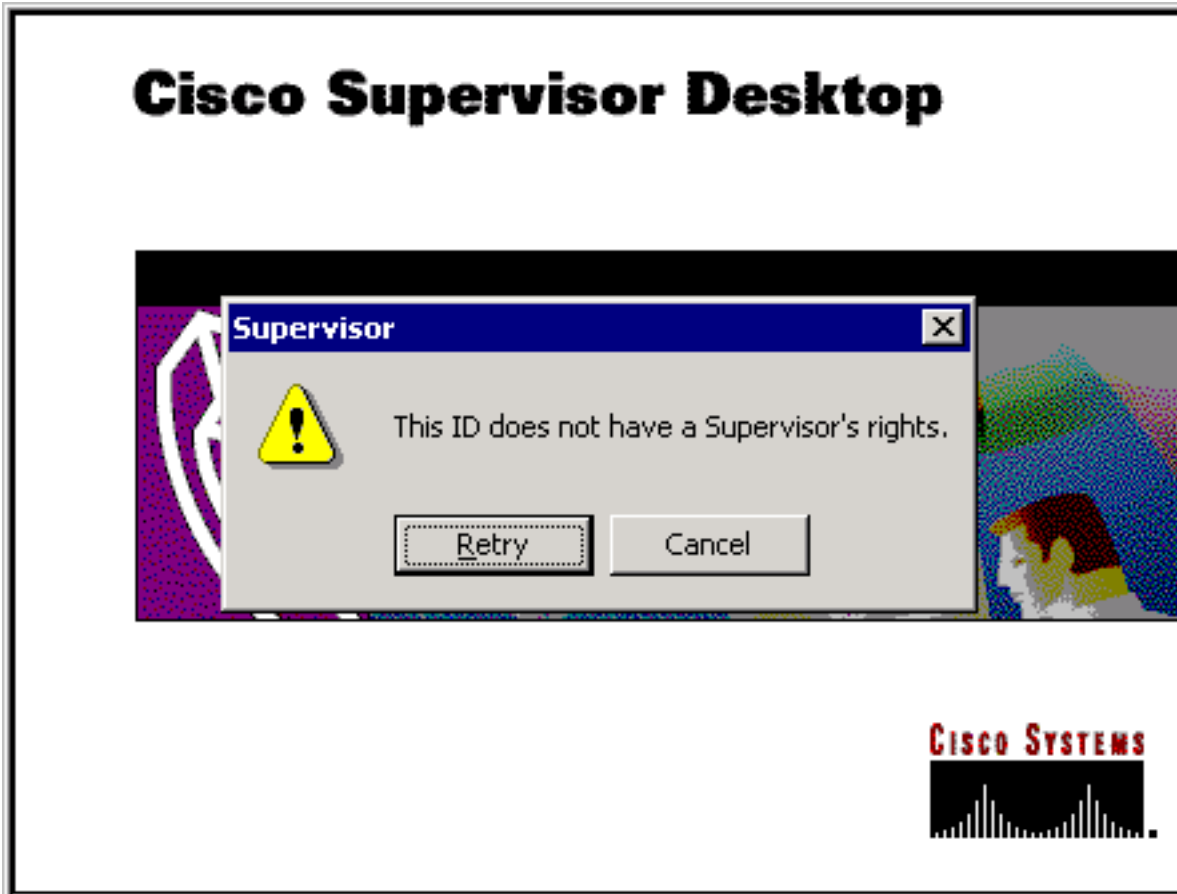 Cisco Supervisor Desktop
Supervisor
This ID does not have a Supervisor's rights.
Retry
Cancel
CISCO SYSTEMS